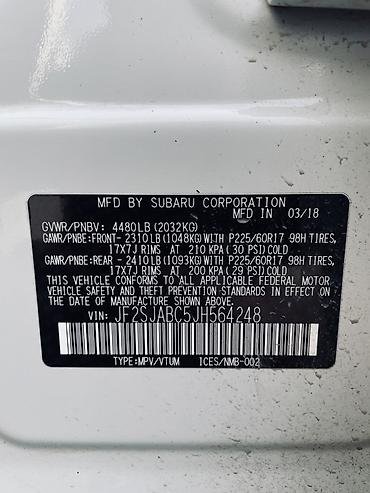 MFD BY SUBARU CORPORATION
MFD IN 03/18
GVWR/PNBV: 4480LB(2032KG)
GAWR/PNBE:FRONT-2310LB(1048KG)WITH P225/60R17 98H TIRES,
17X7J RIMS AT 210 KPA(30 PSI)COLD
GAWR/PNBE:REAR -2410LB(1093KG)WITH P225/60R17 98H TIRES,
17X7J RIMS AT 200 KPA(29 PSI)COLD
THIS VEHICLE CONFORMS TO ALL APPLICABLE FEDERAL MOTOR
VEHICLE SAFETY AND THEFT PREVENTION STANDARDS IN EFFECT
ON THE DATE OF MANUFACTURE SHOWN ABOVE.
VIN: JF2SJABC5JH564248
TYPE:MPV/VTUM ICES/NMB-002